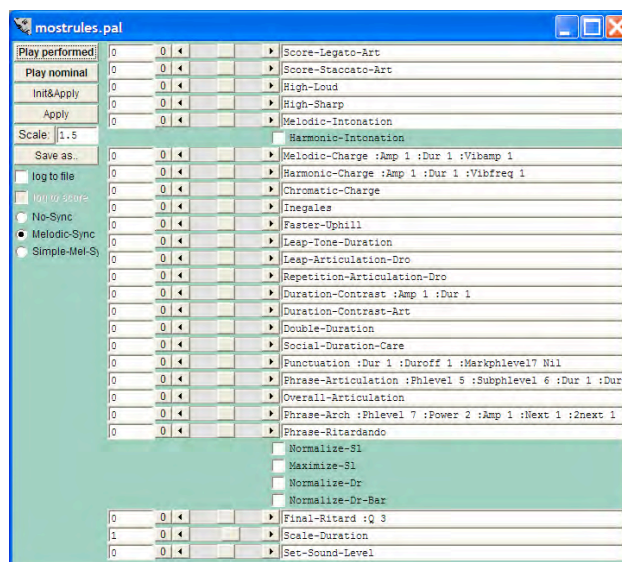 mostrules.pal
Play performed
Play nominal
Init&Apply
Apply
Scale: 1.5
Save as..
log to file
log to score
No-Sync
Melodic-Sync
Simple-Mel-Sy
0 0 Score-Legato-Art
0 0 Score-Staccato-Art
0 0 High-Loud
0 0 High-Sharp
0 0 Melodic-Intonation
Harmonic-Intonation
0 0 Melodic-Charge :Amp 1 :Dur 1 :Vibamp 1
0 0 Harmonic-Charge :Amp 1 :Dur 1 :Vibfreq 1
0 0 Chromatic-Charge
0 0 Inegales
0 0 Faster-Uphill
0 0 Leap-Tone-Duration
0 0 Leap-Articulation-Dro
0 0 Repetition-Articulation-Dro
0 0 Duration-Contrast :Amp 1 :Dur 1
0 0 Duration-Contrast-Art
0 0 Double-Duration
0 0 Social-Duration-Care
0 0 Punctuation :Dur 1 :Duroff 1 :Markphlevel7 Nil
0 0 Phrase-Articulation :Phlevel 5 :Subphlevel 6 :Dur 1 :Dur
0 0 Overall-Articulation
0 0 Phrase-Arch :Phlevel 7 :Power 2 :Amp 1 :Next 1 :2next 1
0 0 Phrase-Ritardando
Normalize-Sl
Maximize-Sl
Normalize-Dr
Normalize-Dr-Bar
0 0 Final-Ritard :Q 3
1 0 Scale-Duration
0 0 Set-Sound-Level